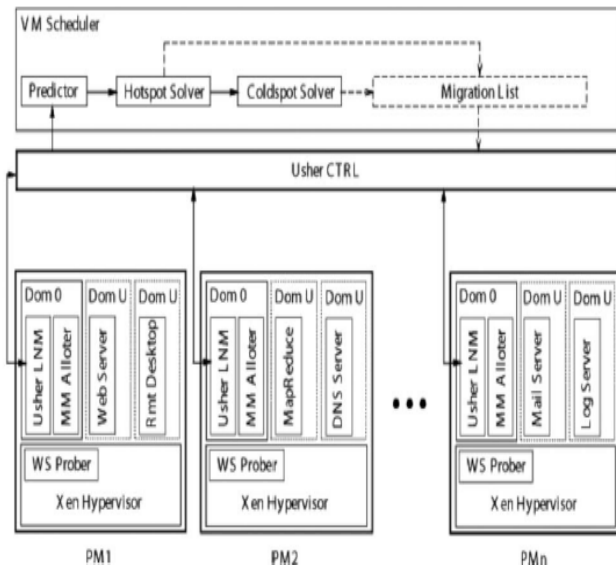 VM Scheduler
Predictor
Hotspot Solver
Coldspot Solver
Migration List
Usher CTRL
Dom 0
Dom U
Dom U
Usher LNM
MM Alloter
Web Server
Rmt Desktop
WS Prober
Xen Hypervisor
PM1
Dom 0
Dom U
Dom U
Usher LNM
MM Alloter
MapReduce
DNS Server
WS Prober
Xen Hypervisor
PM2
Dom 0
Dom U
Dom U
Usher LNM
MM Alloter
Mail Server
Log Server
WS Prober
Xen Hypervisor
PMn